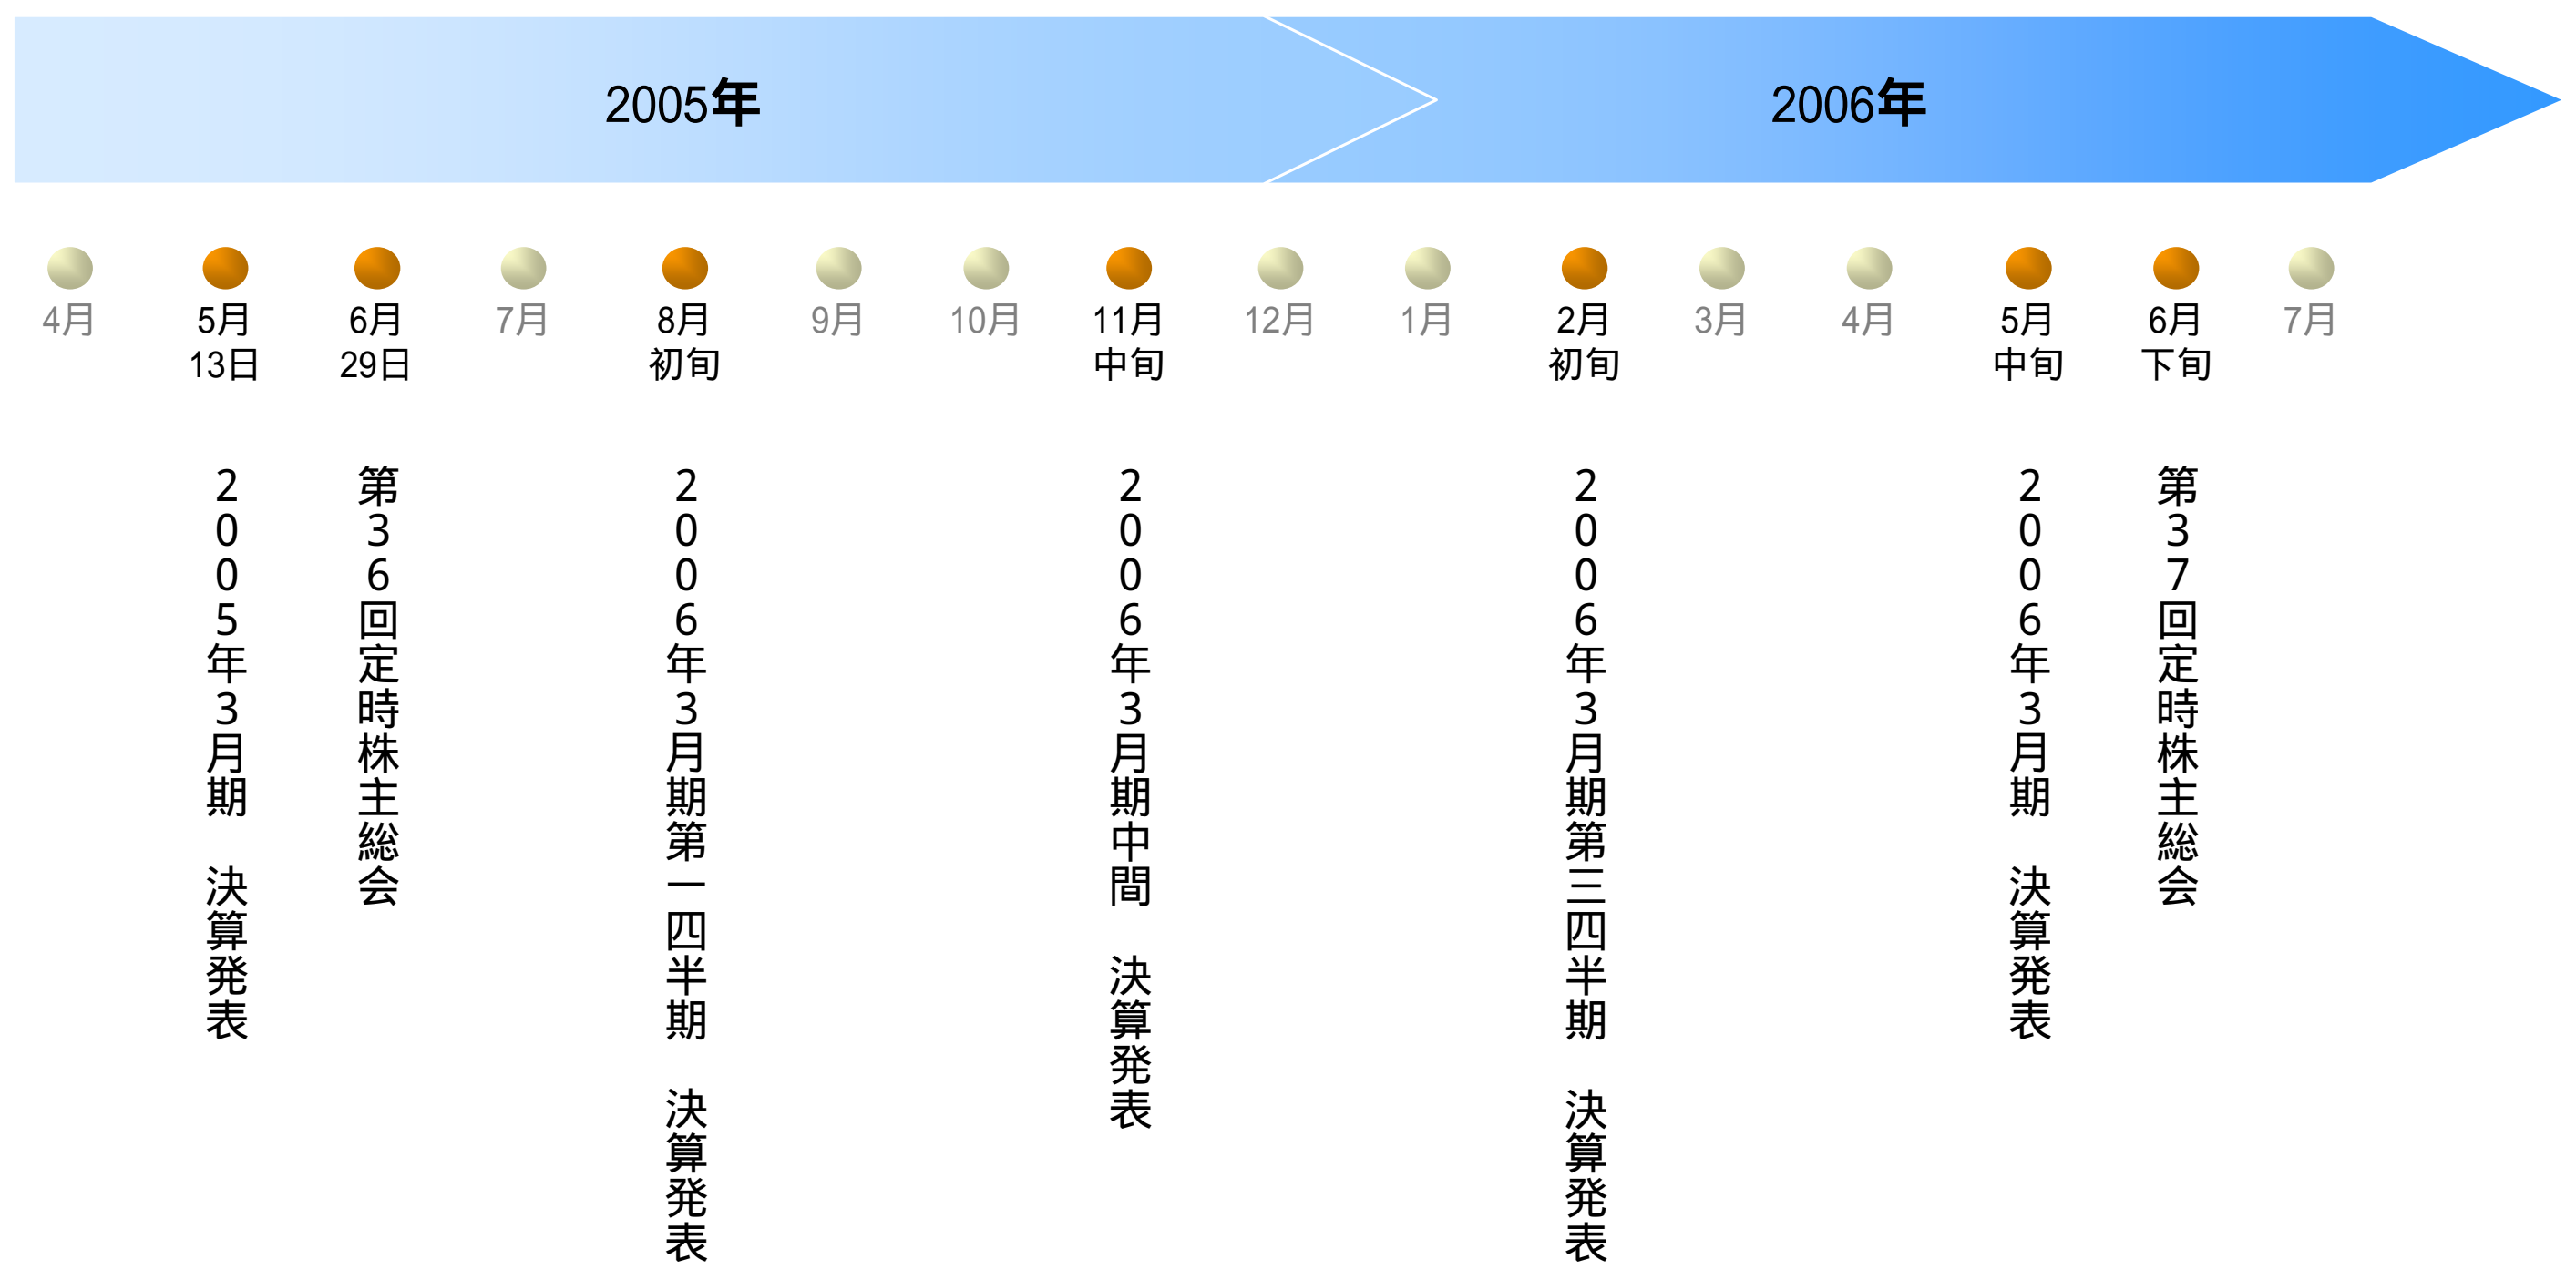 2005年
2006年
4月
5月
13日
6月
29日
7月
8月
初旬
9月
10月
11月
中旬
12月
1月
2月
初旬
3月
4月
5月
中旬
6月
下旬
7月
2005年3月期　決算発表
第36回定時株主総会
2006年3月期第一四半期　決算発表
2006年3月期中間　決算発表
2006年3月期第三四半期　決算発表
2006年3月期　決算発表
第37回定時株主総会